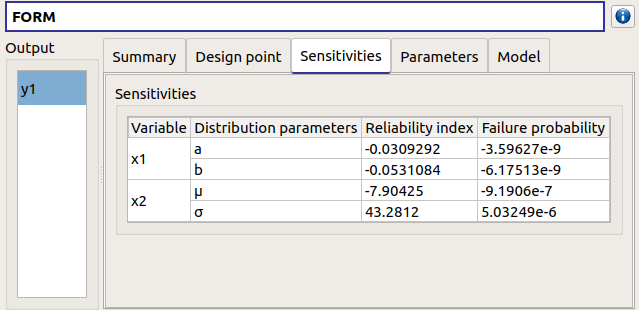 FORM
Output
y1
Summary Design point Sensitivities Parameters Model
Sensitivities
Variable Distribution parameters Reliability index Failure probability
x1 a -0.0309292 -3.59627e-9
b -0.0531084 -6.17513e-9
x2 μ -7.90425 -9.1906e-7
σ 43.2812 5.03249e-6